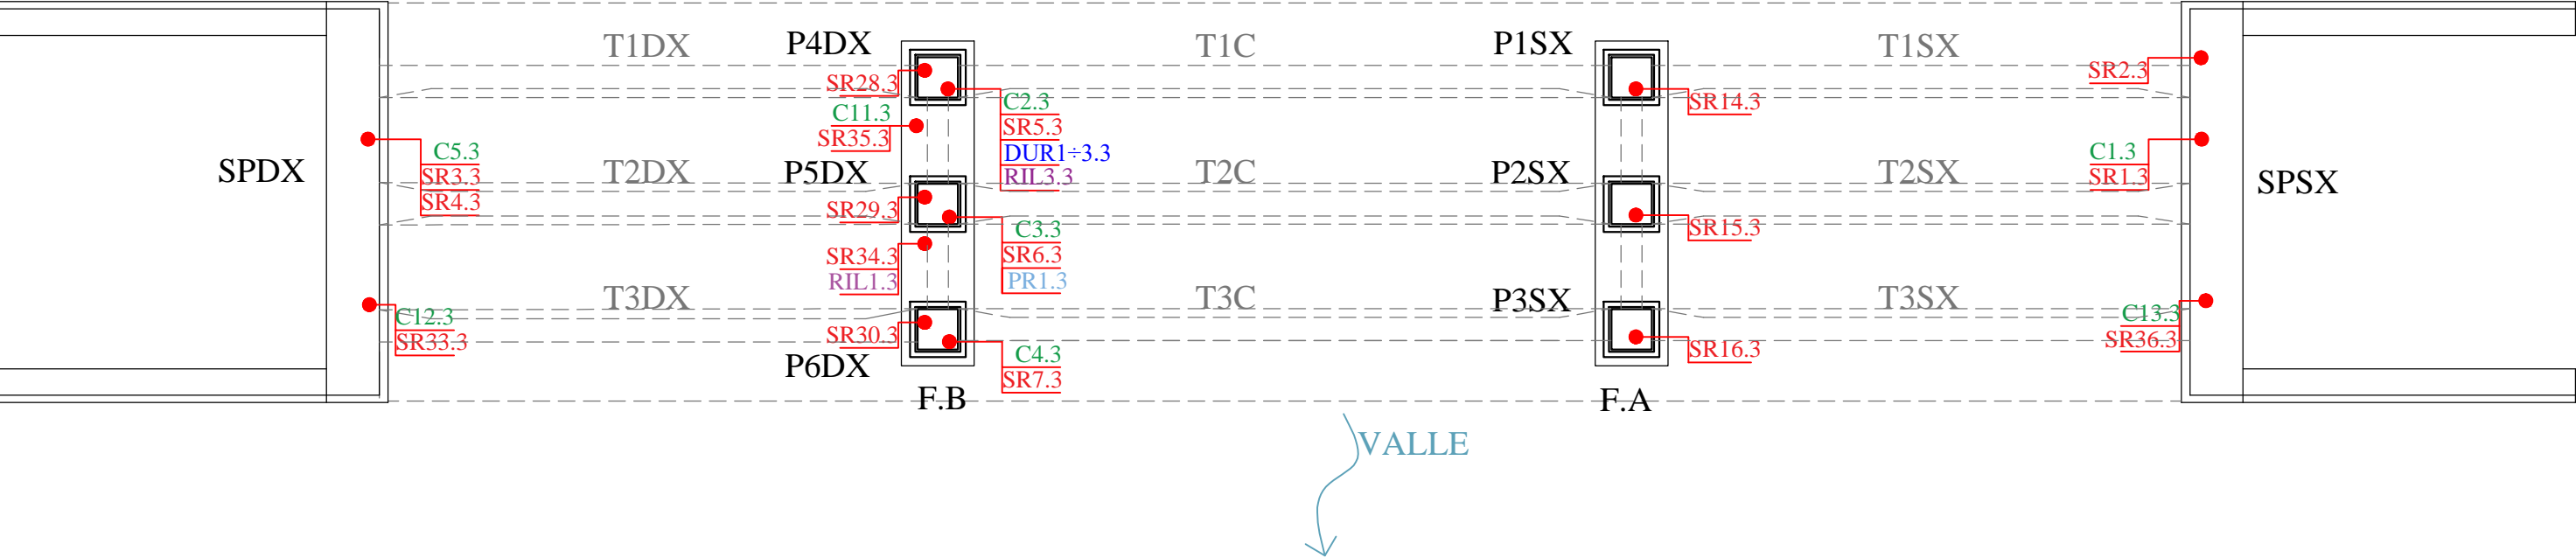 T1DX
P4DX
T1C
P1SX
T1SX
SR28.3
SR2.3
C11.3
SR35.3
C2.3
SR5.3
DUR1÷3.3
RIL3.3
SR14.3
SPDX
C5.3
SR3.3
SR4.3
T2DX
P5DX
T2C
P2SX
T2SX
C1.3
SR1.3
SPSX
SR29.3
SR34.3
RIL1.3
C3.3
SR6.3
PR1.3
SR15.3
T3DX
T3C
P3SX
T3SX
C12.3
SR33.3
SR30.3
P6DX
C4.3
SR7.3
SR16.3
C13.3
SR36.3
F.B
F.A
VALLE